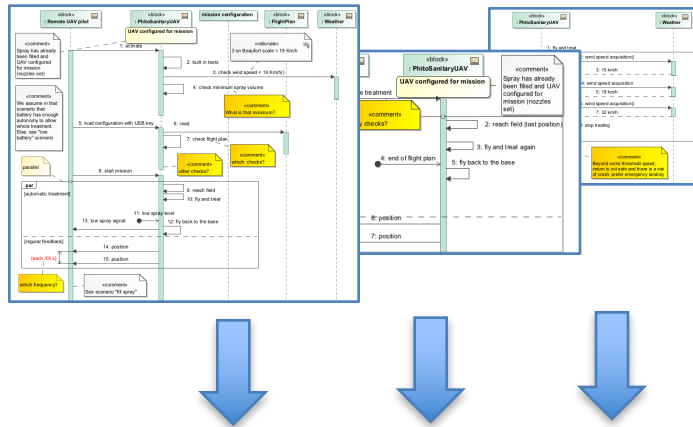 «block»
: Remote UAV pilot
«block»
: PhitoSanitaryUAV
mission configuration
«block»
: FlightPlan
«block»
: Weather
UAV configured for mission
«comment»
Spray has already
been filled and
UAV configured
for mission
(nozzles set)
1: activate
2: built in tests
«rationale»
3 on Beaufort scale = 19 Km/h
3: check wind speed < 19 Km/h()
4: check minimum spray volume
«comment»
What is that minimum?
«comment»
We assume in that
scenario that
battery has enough
autonomy to allow
whole treatment.
Else, see "low
battery" scenario
5: load configuration with USB key
6: read
7: check flight plan
«comment»
which checks?
«comment»
other checks?
parallel
8: start mission
par
[automatic treatment]
9: reach field
10: fly and treat
11: low spray level
12: fly back to the base
13: low spray signal
[regular feedback]
14: position
{each XX s}
15: position
which frequency?
«comment»
See scenario "fill spray"
«block»
: PhitoSanitaryUAV
UAV configured for mission
«comment»
Spray has already
been filled and UAV
configured for
mission (nozzles
set)
e treatment
«comment»
y checks?
2: reach field (last position)
3: fly and treat again
4: end of flight plan
5: fly back to the base
6: position
7: position
«block»
: PhitoSanitaryUAV
«block»
: Weather
1: fly and treat
: wind speed acquisition()
3: 15 km/h
4: wind speed acquisition
5: 18 km/h
: wind speed acquisition()
7: 32 km/h
: stop treating
«comment»
Beyond some threshold speed,
return is not safe and there is a risk
prefer emergency landing